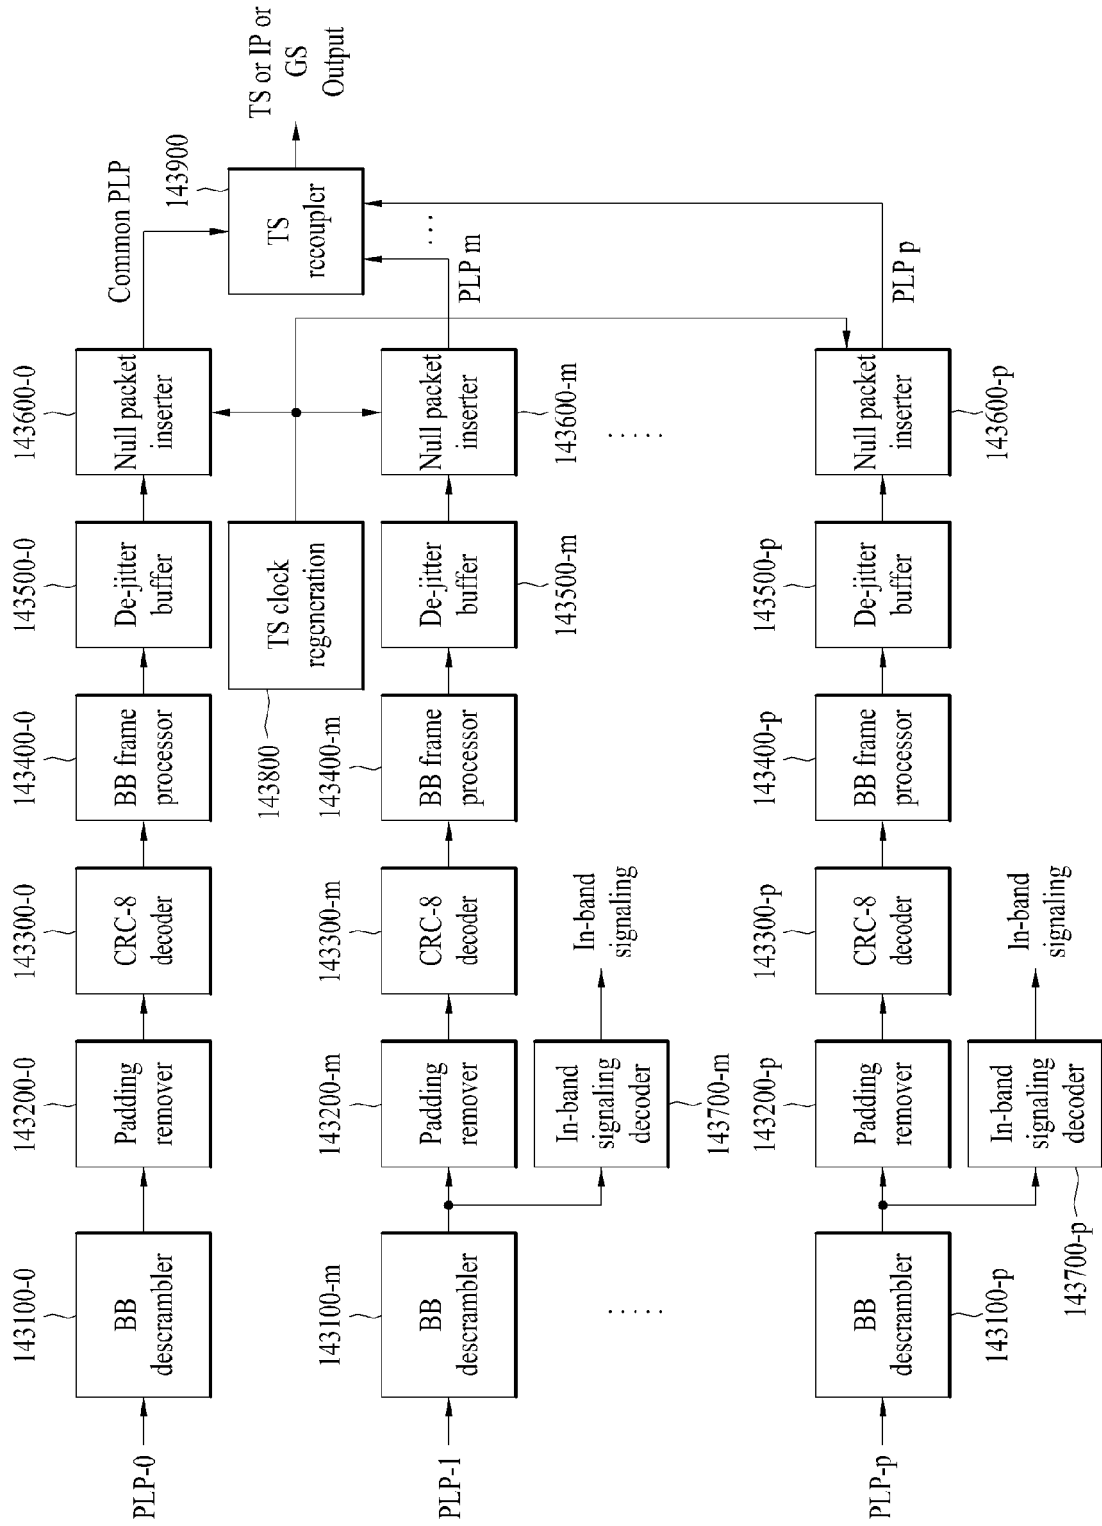 PLP-0
143100-0
BB
descrambler
143200-0
Padding
remover
143300-0
CRC-8
decoder
143400-0
BB frame
processor
143500-0
De-jitter
buffer
143600-0
Null packet
inserter
Common PLP
143900
TS
rccouplcr
TS or IP or
GS
Output
143800
TS clock
rcgcncration
PLP-1
143100-m
BB
descrambler
143200-m
Padding
remover
143300-m
CRC-8
decoder
143400-m
BB frame
processor
De-jitter
buffer
143500-m
Null packet
inserter
143600-m
PLP m
. . .
In-band
signaling
decoder
143700-m
In-band
signaling
. . . . .
. . . . .
PLP-p
BB
descrambler
143100-p
143200-p
Padding
remover
143300-p
CRC-8
decoder
143400-p
BB frame
processor
143500-p
De-jitter
buffer
Null packet
inserter
143600-p
PLP p
In-band
signaling
decoder
143700-p
In-band
signaling